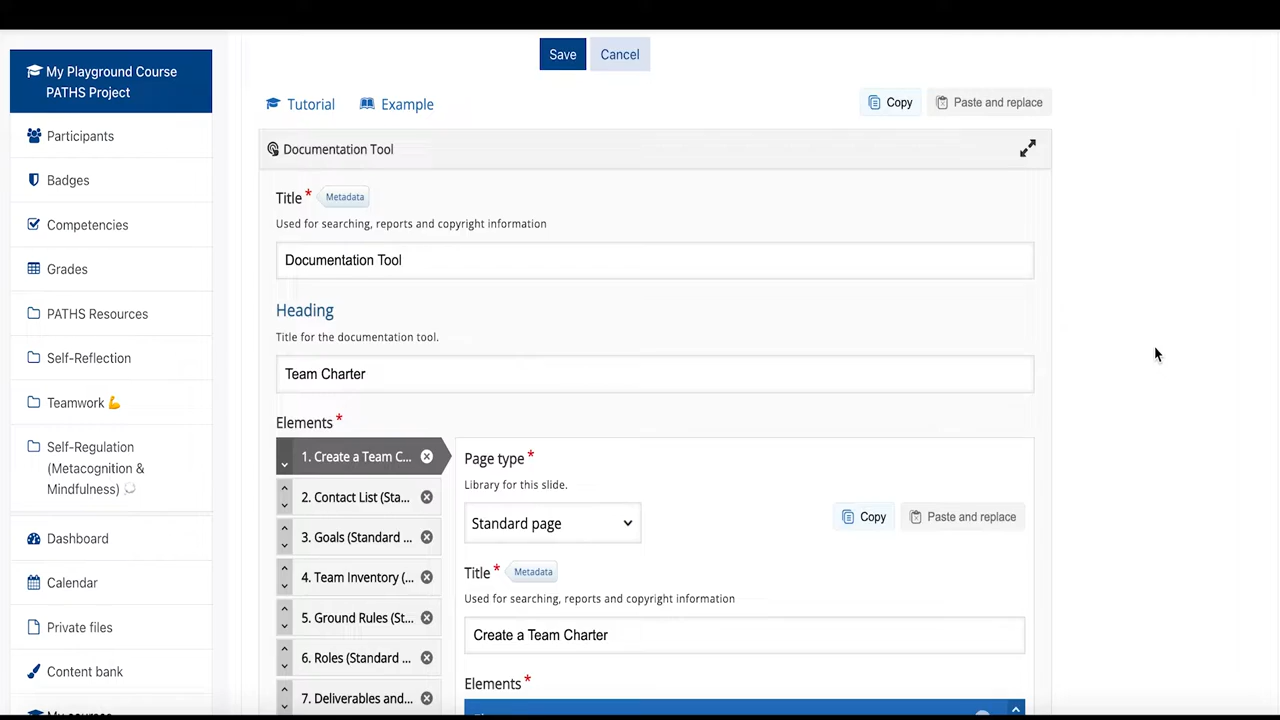 Save
Cancel
My Playground Course
PATHS Project
Participants
Badges
Competencies
Grades
PATHS Resources
Self-Reflection
Teamwork 💪
Self-Regulation
(Metacognition &
Mindfulness)
Dashboard
Calendar
Private files
Content bank
My courses
Tutorial
Example
Copy
Paste and replace
Documentation Tool
Title*
Metadata
Used for searching, reports and copyright information
Documentation Tool
Heading
Title for the documentation tool.
Team Charter
Elements*
1. Create a Team C...
2. Contact List (Sta...
3. Goals (Standard ...
4. Team Inventory (...
5. Ground Rules (St...
6. Roles (Standard ...
7. Deliverables and...
Page type*
Library for this slide.
Standard page
Copy
Paste and replace
Title*
Metadata
Used for searching, reports and copyright information
Create a Team Charter
Elements*